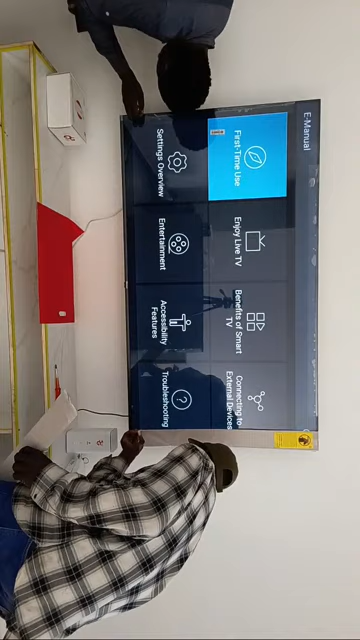 E-Manual
First-Time Use
Enjoy Live TV
Benefits of Smart
TV
Connecting to
External Devices
Settings Overview
Entertainment
Accessibility
Features
Troubleshooting